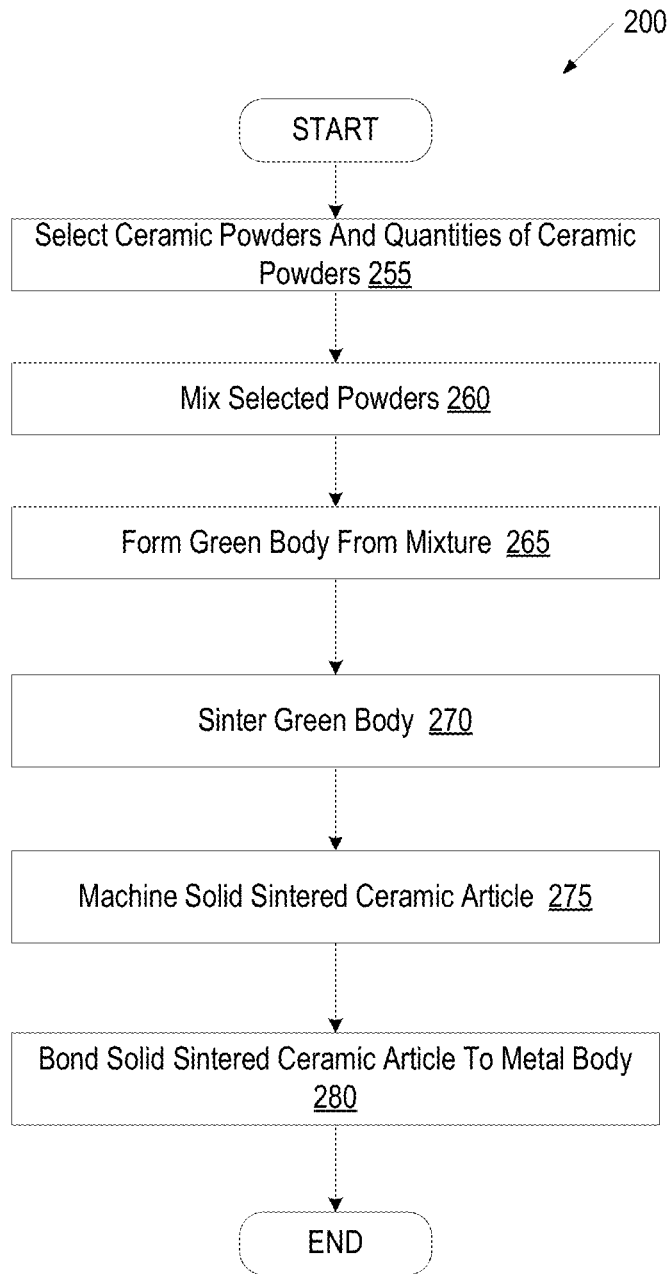 200
START
Select Ceramic Powders And Quantities of Ceramic
Powders 255
Mix Selected Powders 260
Form Green Body From Mixture 265
Sinter Green Body 270
Machine Solid Sintered Ceramic Article 275
Bond Solid Sintered Ceramic Article To Metal Body
280
END